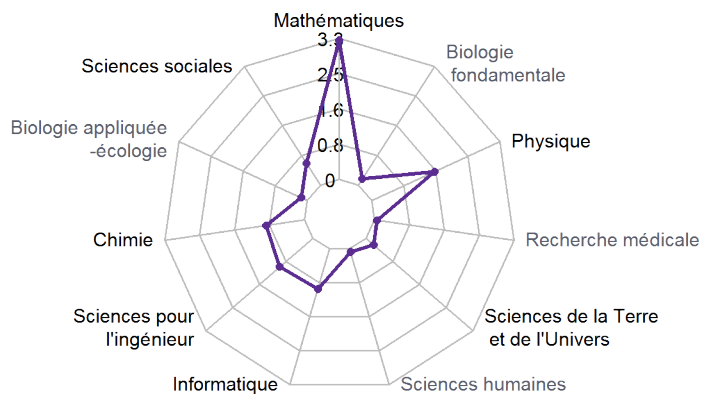 Mathématiques
3.3
Biologie
fondamentale
Sciences sociales
2.5
1.6
Biologie appliquée
-écologie
Physique
0.8
0
Chimie
Recherche médicale
Sciences pour
l'ingénieur
Sciences de la Terre
et de l'Univers
Informatique
Sciences humaines